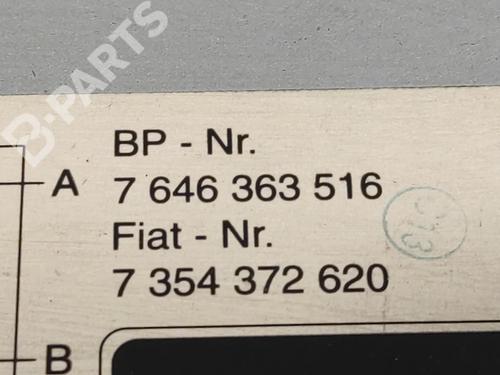 B-PARTS
BP - Nr.
A
7 646 363 516
Fiat - Nr.
7 354 372 620
B